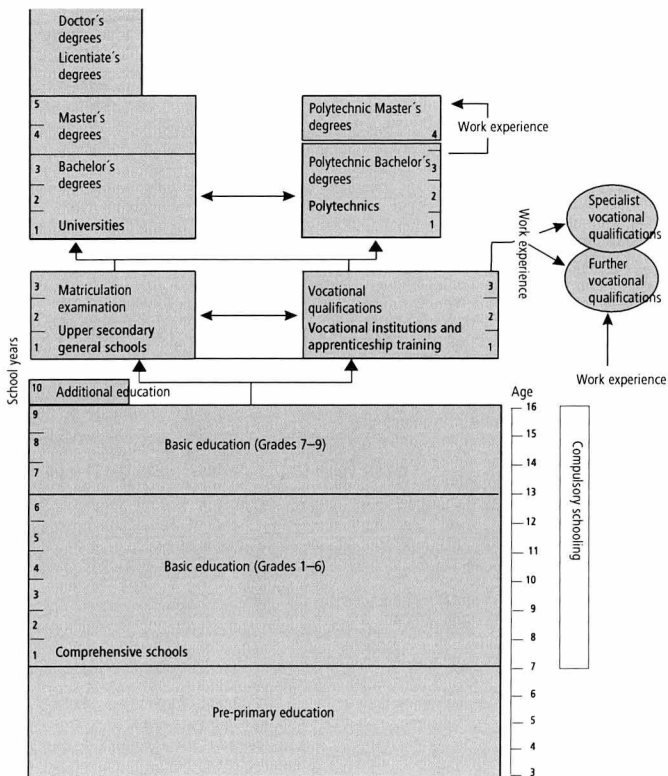 Doctor´s
degrees
Licentiate´s
degrees
5
4
Master´s
degrees
3
2
1
Bachelor´s
degrees
Universities
Polytechnic Master´s
degrees
4
Work experience
Polytechnic Bachelor´s
degrees
Polytechnics
3
2
1
Work experience
Specialist
vocational
qualifications
Further
vocational
qualifications
Work experience
3
2
1
Matriculation
examination
Upper secondary
general schools
Vocational
qualifications
Vocational institutions and
apprenticeship training
3
2
1
School years
10 Additional education
9
8
7
Basic education (Grades 7–9)
6
5
4
3
2
1
Basic education (Grades 1–6)
Comprehensive schools
Pre-primary education
Age
16
15
14
13
12
11
10
9
8
7
6
5
4
3
Compulsory schooling